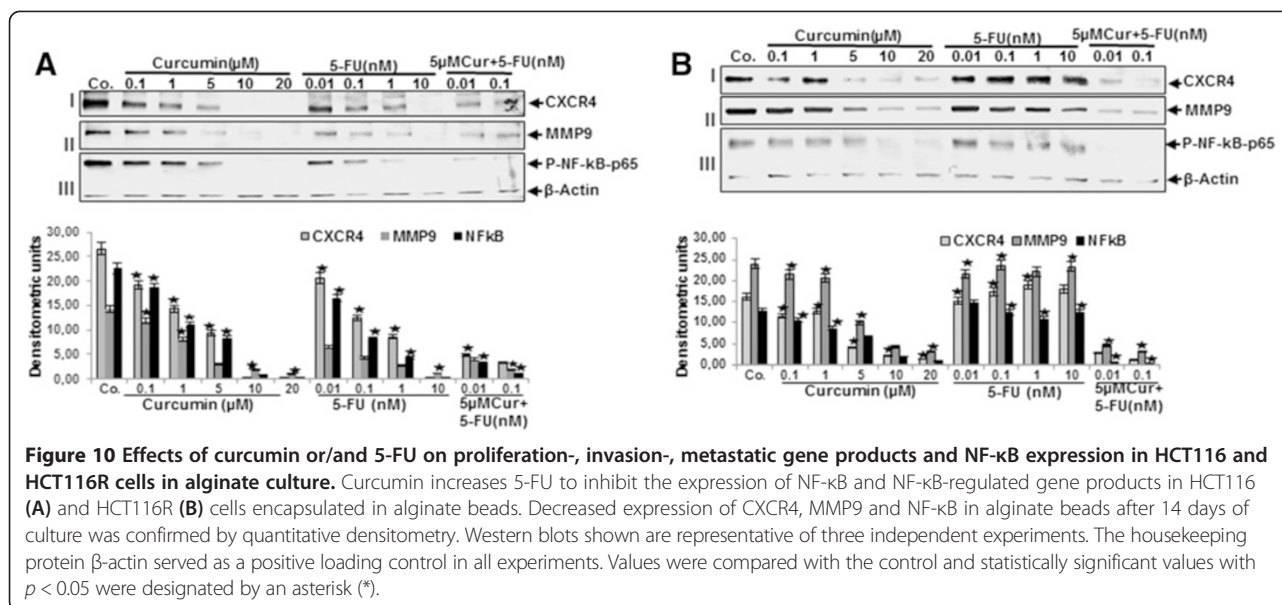 A
Curcumin(µM) 5-FU(nM) 5µMCur+5-FU(nM)
Co. 0.1 1 5 10 20 0.01 0.1 1 10 0.01 0.1
I CXCR4
II MMP9
III P-NF-kB-p65
β-Actin
CXCR4 MMP9 NFkB
Densitometric units
30,00
25,00
20,00
15,00
10,00
5,00
0,00
Co. 0.1 1 5 10 20 0.01 0.1 1 10 0.01 0.1
Curcumin (µM) 5-FU (nM) 5µMCur+
5-FU(nM)
B
Curcumin(µM) 5-FU(nM) 5µMCur+5-FU(nM)
Co. 0.1 1 5 10 20 0.01 0.1 1 10 0.01 0.1
I CXCR4
II MMP9
III P-NF-kB-p65
β-Actin
CXCR4 MMP9 NFkB
Densitometric units
30,00
25,00
20,00
15,00
10,00
5,00
0,00
Co. 0.1 1 5 10 20 0.01 0.1 1 10 0.01 0.1
Curcumin (µM) 5-FU (nM) 5µMCur+
5-FU(nM)
Figure 10 Effects of curcumin or/and 5-FU on proliferation-, invasion-, metastatic gene products and NF-κB expression in HCT116 and
HCT116R cells in alginate culture. Curcumin increases 5-FU to inhibit the expression of NF-κB and NF-κB-regulated gene products in HCT116
(A) and HCT116R (B) cells encapsulated in alginate beads. Decreased expression of CXCR4, MMP9 and NF-κB in alginate beads after 14 days of
culture was confirmed by quantitative densitometry. Western blots shown are representative of three independent experiments. The housekeeping
protein β-actin served as a positive loading control in all experiments. Values were compared with the control and statistically significant values with
p < 0.05 were designated by an asterisk (*).